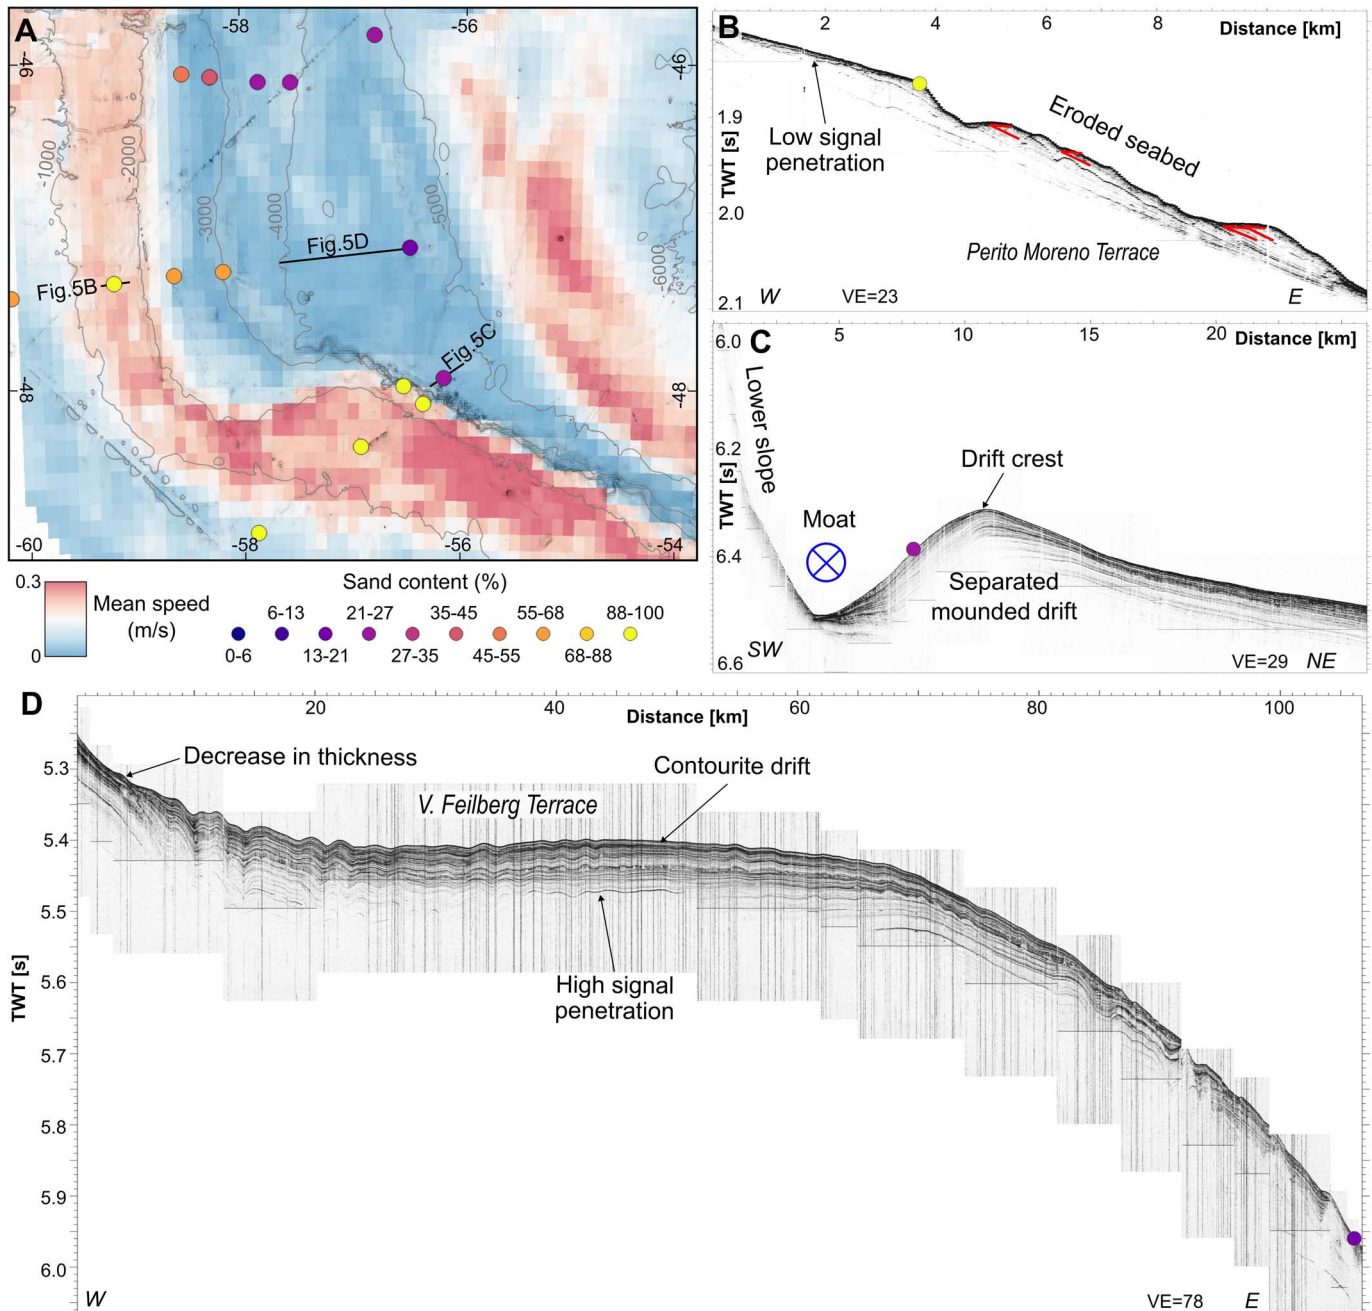 A
-58
-56
-46
-46
-1000
-2000
-3000
-4000
-5000
-6000
Fig.5D
Fig.5B
Fig.5C
-48
-48
-60
-58
-56
-54
0.3
0
Mean speed
(m/s)
Sand content (%)
6-13
21-27
35-45
55-68
88-100
0-6
13-21
27-35
45-55
68-88
B
2
4
6
8
Distance [km]
TWT [s]
1.9
2.0
2.1
Low signal
penetration
Eroded seabed
Perito Moreno Terrace
W
VE=23
E
C
5
10
15
20
Distance [km]
TWT [s]
6.0
6.2
6.4
6.6
Lower slope
Drift crest
Moat
Separated
mounded drift
SW
VE=29
NE
D
20
40
60
80
100
Distance [km]
TWT [s]
5.3
5.4
5.5
5.6
5.7
5.8
5.9
6.0
Decrease in thickness
V. Feilberg Terrace
Contourite drift
High signal
penetration
W
VE=78
E